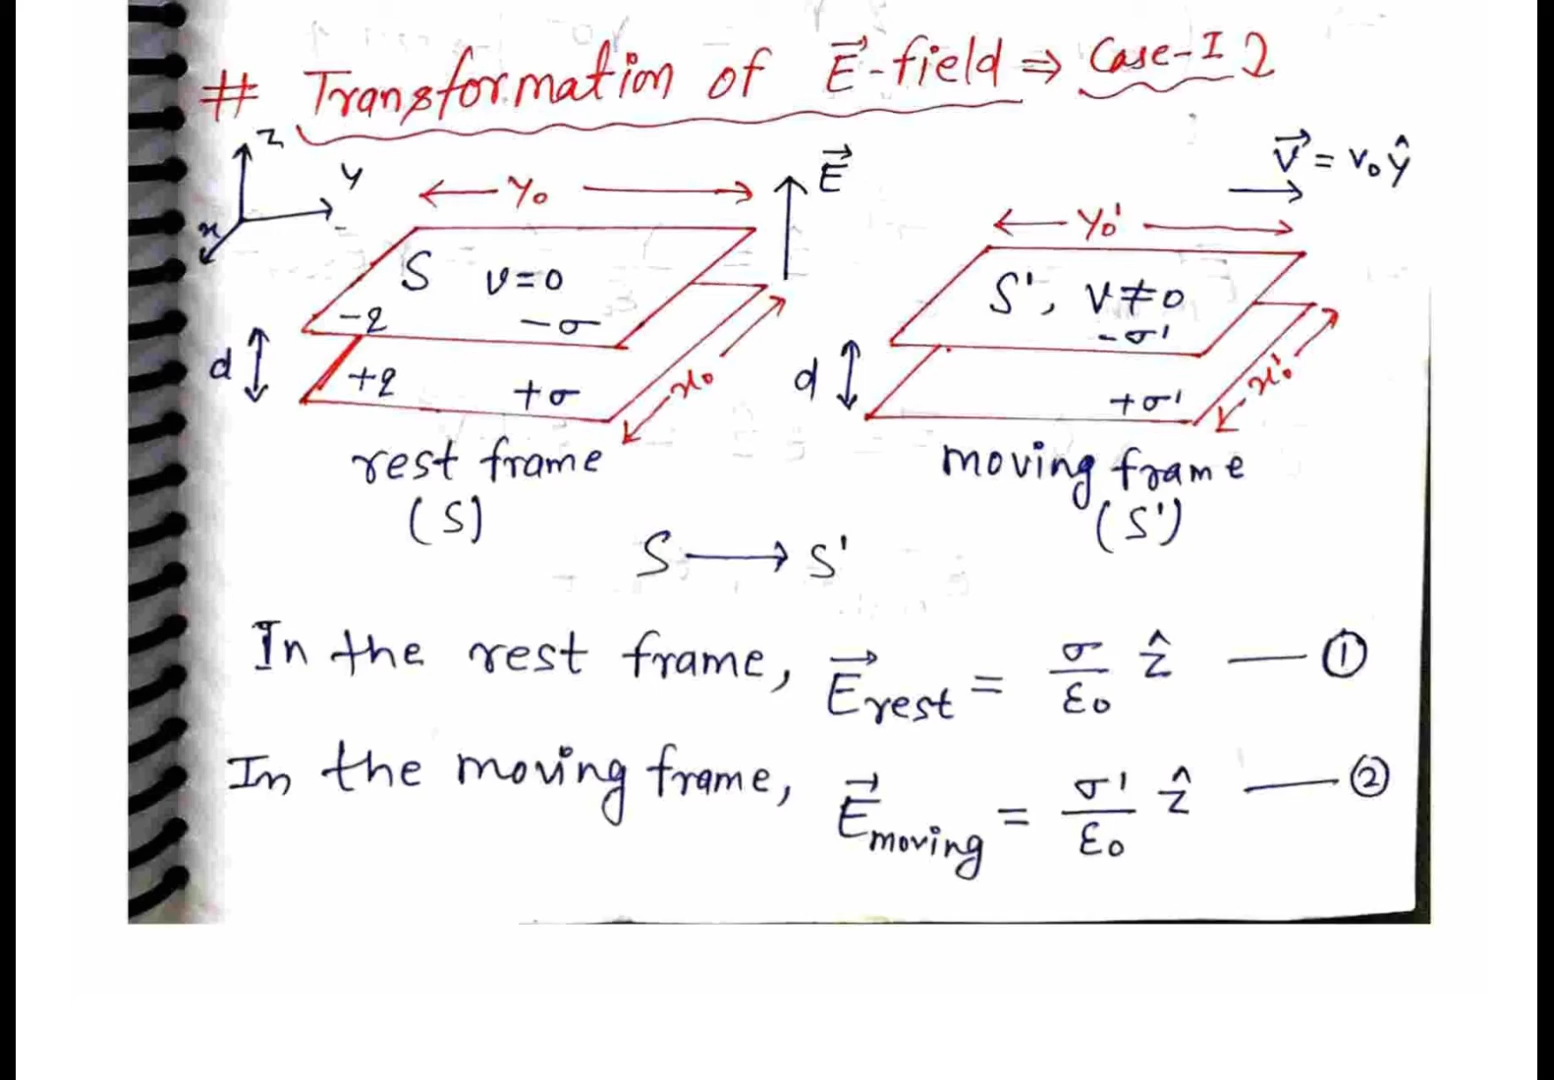 # Transformation of E⃗-field ⇒ Case-I 2
z
y
x
← y₀ →
E⃗
v⃗ = v₀ŷ
← y₀' →
S v=0
S', v≠0
-q -σ
-σ'
d
+q +σ
x₀
d
+σ'
x₀'
rest frame
(S)
moving frame
(S')
S → S'
In the rest frame, E⃗rest = σ/ε₀ ẑ — ①
In the moving frame, E⃗moving = σ'/ε₀ ẑ — ②